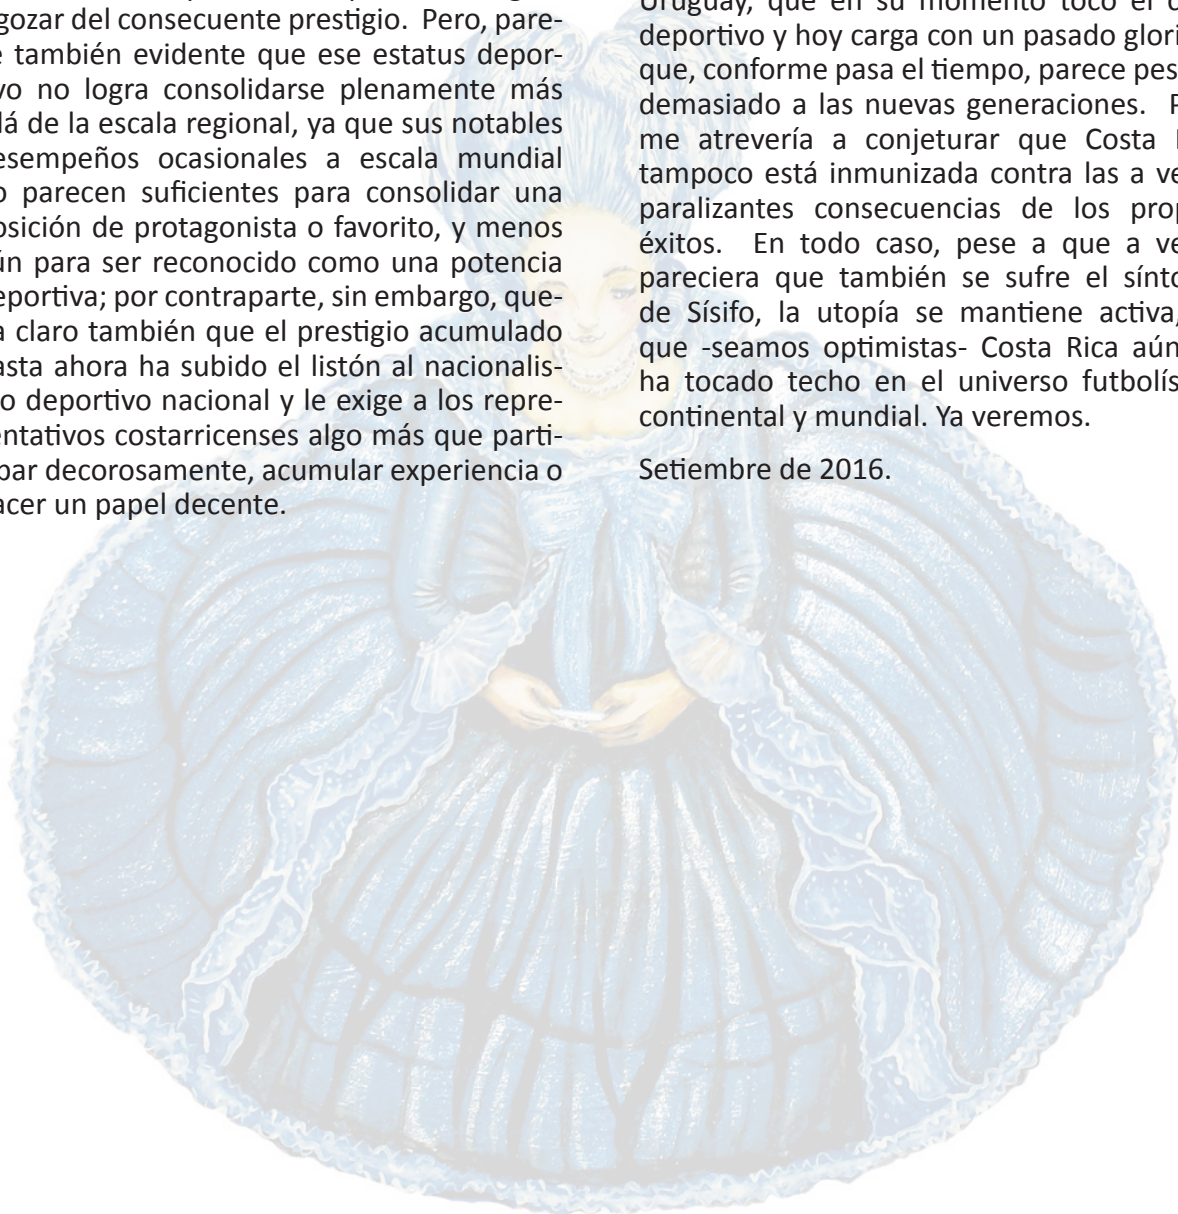 gozar del consecuente prestigio. Pero, pare-
e también evidente que ese estatus depor-
vo no logra consolidarse plenamente más
lá de la escala regional, ya que sus notables
esempeños ocasionales a escala mundial
o parecen suficientes para consolidar una
osición de protagonista o favorito, y menos
ún para ser reconocido como una potencia
eportiva; por contraparte, sin embargo, que-
a claro también que el prestigio acumulado
asta ahora ha subido el listón al nacionalis-
o deportivo nacional y le exige a los repre-
entativos costarricenses algo más que parti-
par decorosamente, acumular experiencia o
acer un papel decente.
Uruguay, que en su momento tocó el c
deportivo y hoy carga con un pasado glori
que, conforme pasa el tiempo, parece pes
demasiado a las nuevas generaciones. P
me atrevería a conjeturar que Costa
tampoco está inmunizada contra las a ve
paralizantes consecuencias de los prop
éxitos. En todo caso, pese a que a ve
pareciera que también se sufre el sínto
de Sísifo, la utopía se mantiene activa,
que -seamos optimistas- Costa Rica aún
ha tocado techo en el universo futbolís
continental y mundial. Ya veremos.
Setiembre de 2016.